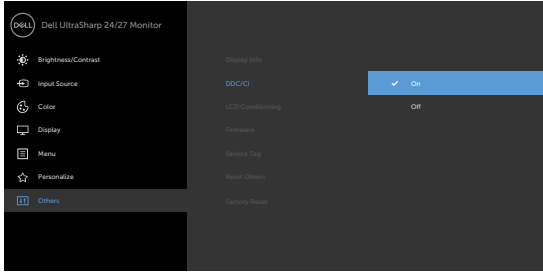 DELL
Dell UltraSharp 24/27 Monitor
Brightness/Contrast
Display Info
Input Source
DDC/CI
On
Color
LCD Conditioning
Off
Display
Firmware
Menu
Service Tag
Personalize
Reset Others
Others
Factory Reset